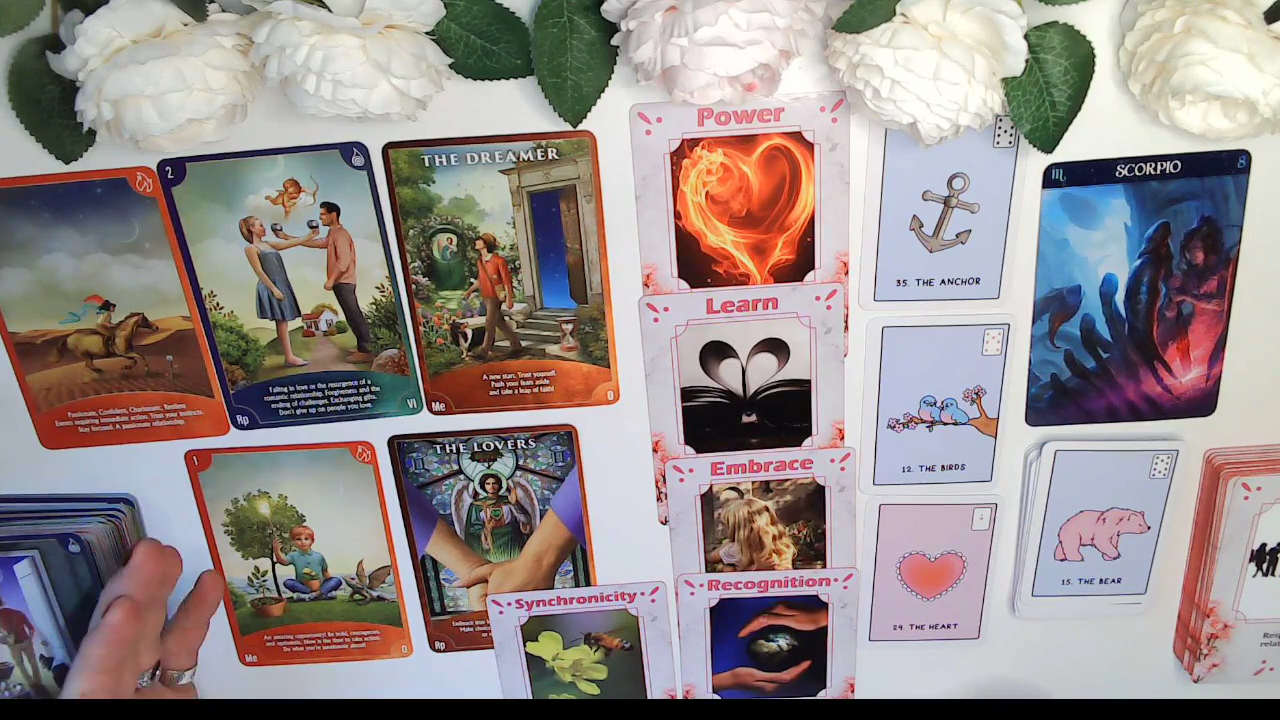 Passionate, Confident, Charismatic, Restless
Events requiring immediate action. Trust your instincts.
Stay focused. A passionate relationship.
2
Falling in love or the resurgence of a
romantic relationship. Forgiveness and the
ending of challenges. Exchanging gifts.
Don't give up on people you love.
Rp
VI
THE DREAMER
A new start. Trust yourself.
Push your fears aside
and take a leap of faith!
Me
0
1
An amazing opportunity! Be bold, courageous,
and optimistic. Now is the time to take action.
Do what you're passionate about!
Me
0
THE LOVERS
Rp
Power
Learn
Embrace
Synchronicity
Recognition
35. THE ANCHOR
12. THE BIRDS
24. THE HEART
♏ SCORPIO 8
15. THE BEAR